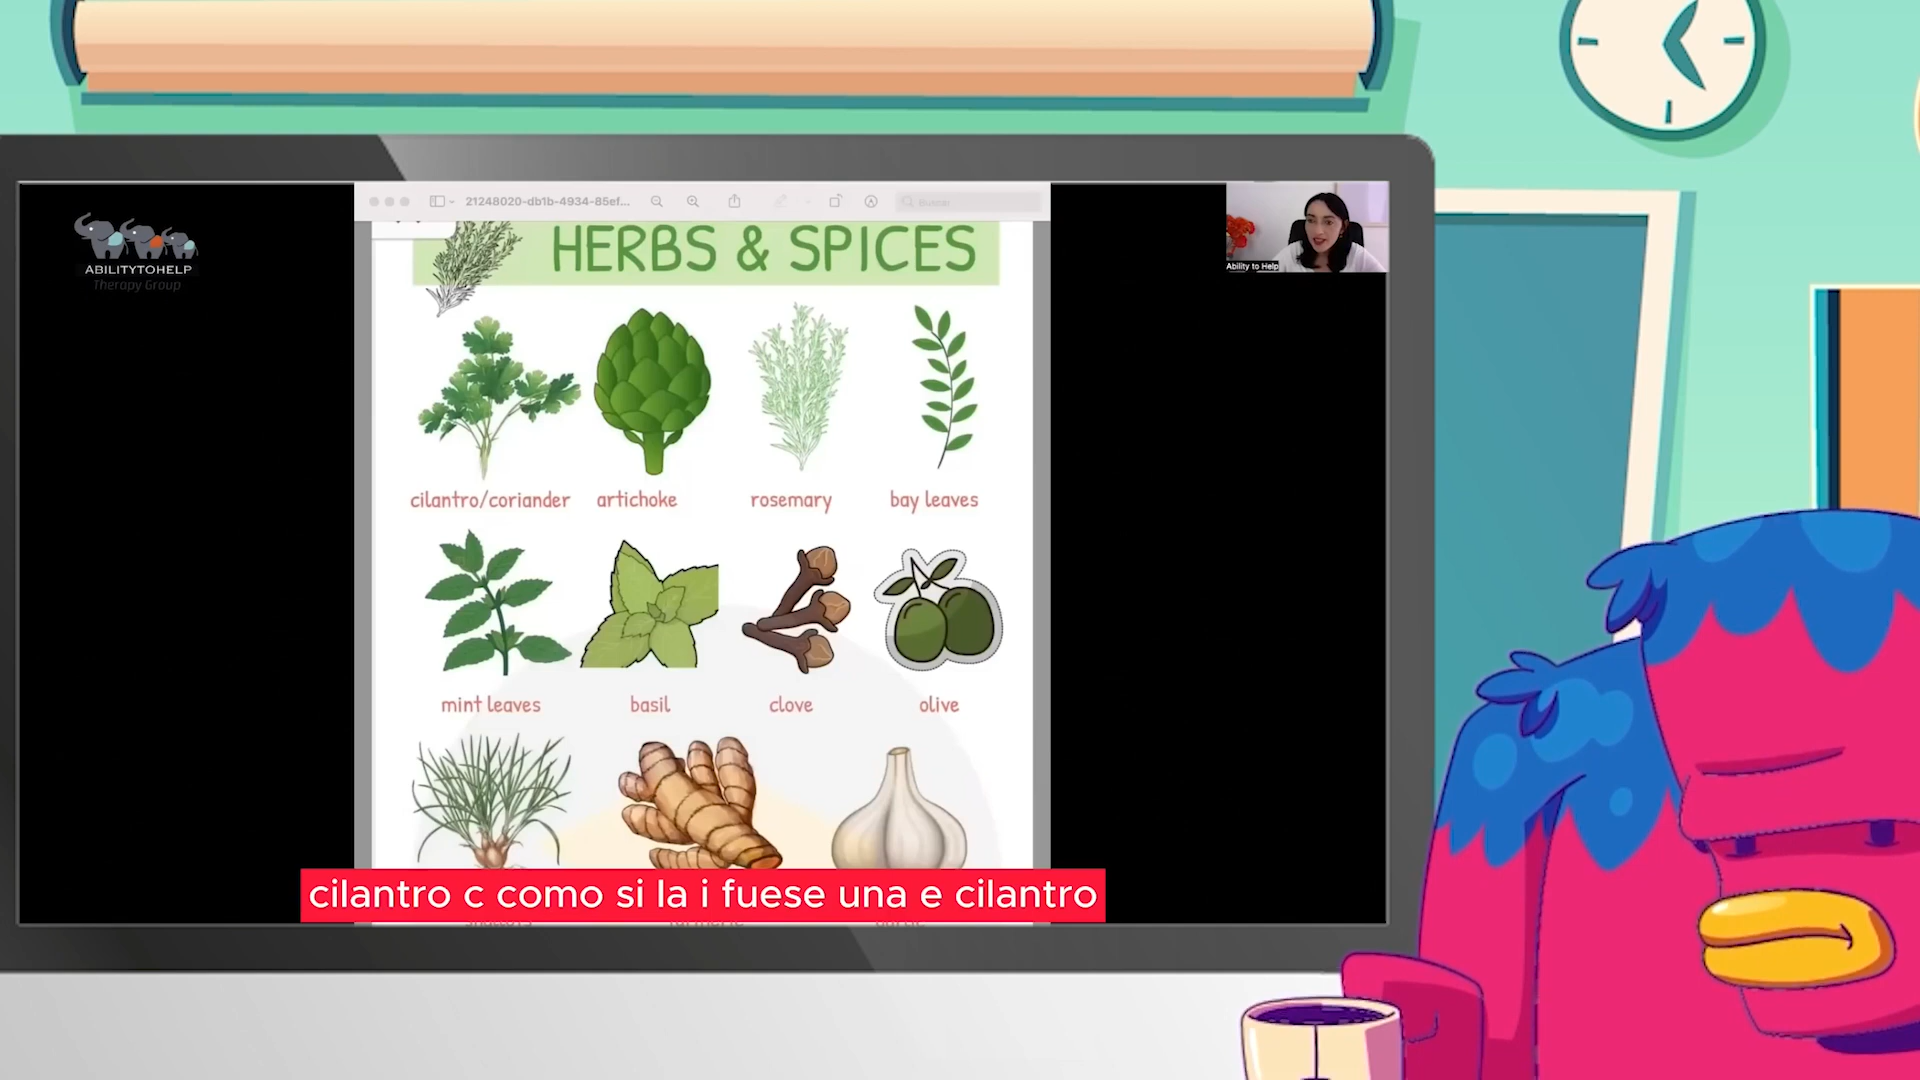 21248020-db1b-4934-85ef...
Buscar
ABILITYTOHELP
Therapy Group
Ability to Help
HERBS & SPICES
cilantro/coriander artichoke rosemary bay leaves
mint leaves basil clove olive
cilantro c como si la i fuese una e cilantro